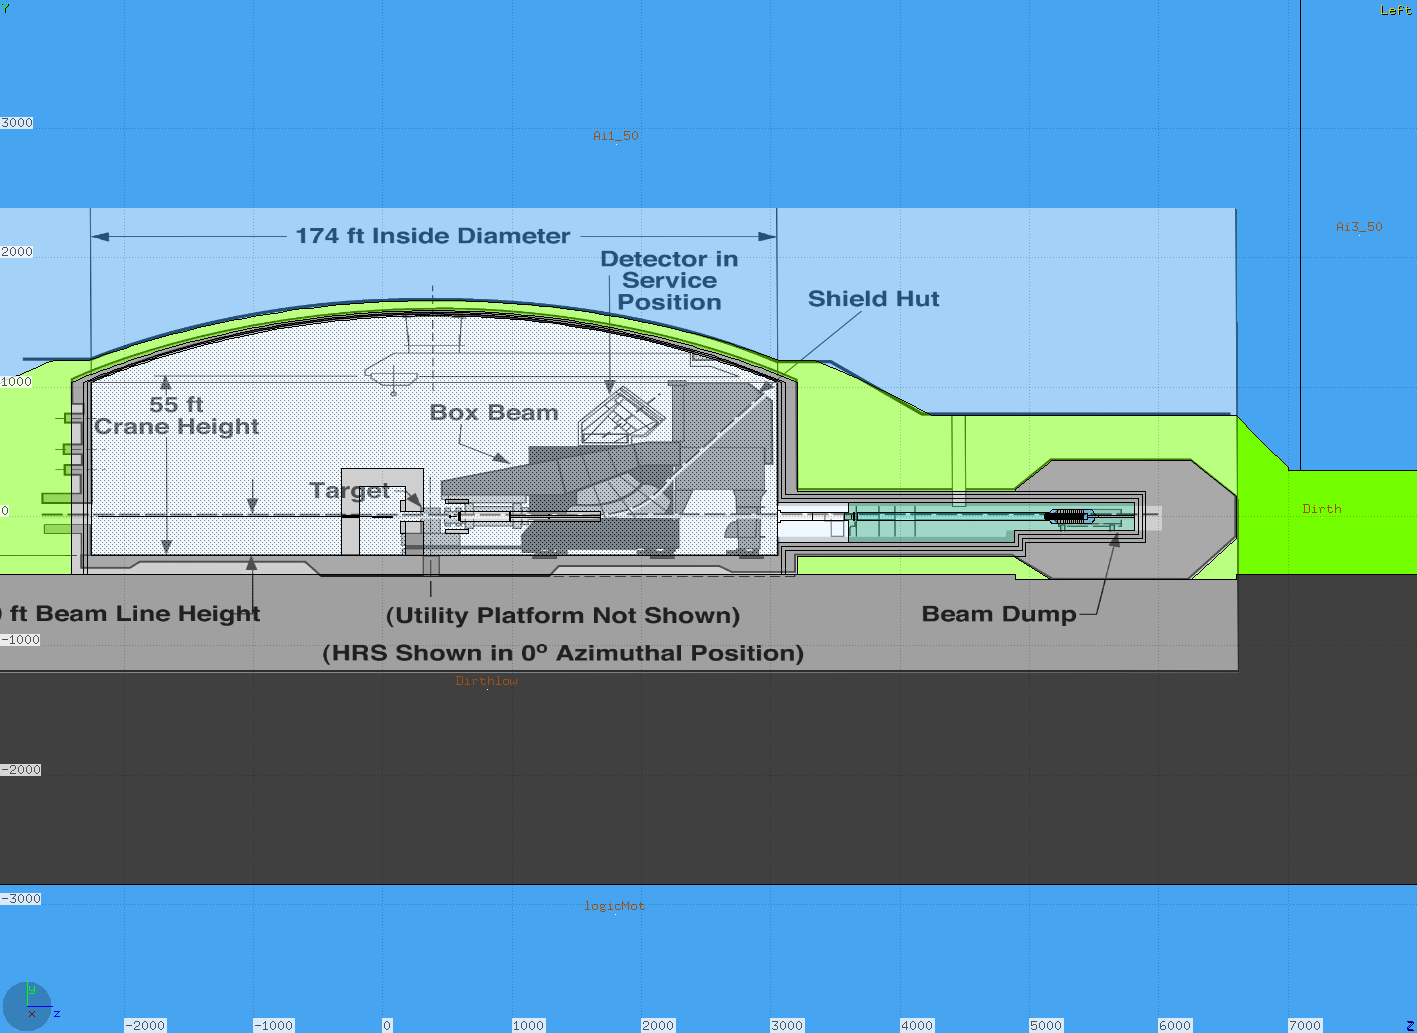 Y
Left
3000
Ai1_50
Ai3_50
174 ft Inside Diameter
2000
Detector in
Service
Position
Shield Hut
1000
55 ft
Crane Height
Box Beam
Target
0
Dirth
ft Beam Line Height
(Utility Platform Not Shown)
Beam Dump
-1000
(HRS Shown in 0º Azimuthal Position)
Dirthlow
-2000
-3000
logicMot
y
x z
-2000 -1000 0 1000 2000 3000 4000 5000 6000 7000 Z